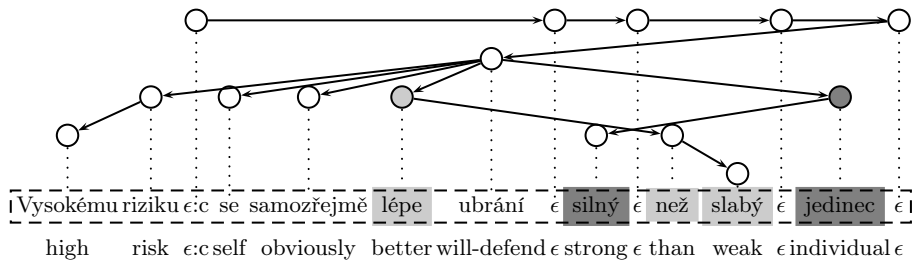 Vysokému riziku ϵ:c se samozřejmě lépe ubrání ϵ silný ϵ než slabý ϵ jedinec ϵ
high risk ϵ:c self obviously better will-defend ϵ strong ϵ than weak ϵ individual ϵ